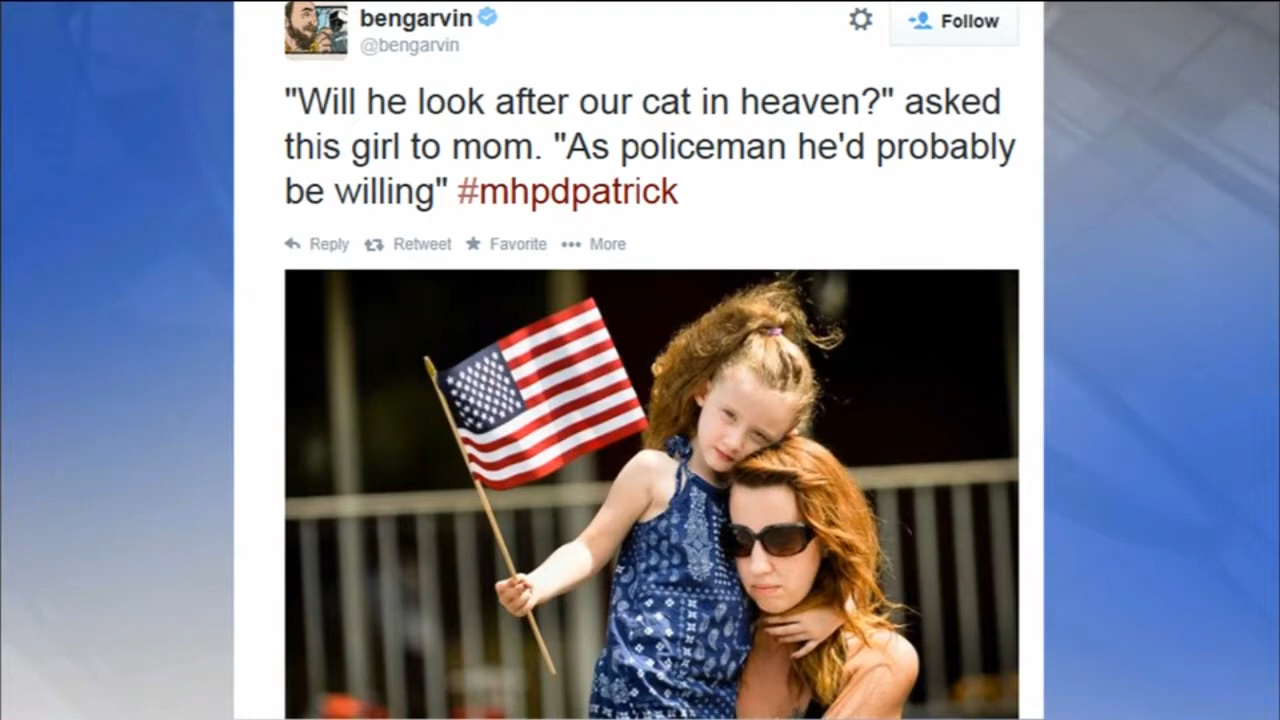 bengarvin
@bengarvin
Follow
"Will he look after our cat in heaven?" asked
this girl to mom. "As policeman he'd probably
be willing" #mhpdpatrick
Reply Retweet Favorite More